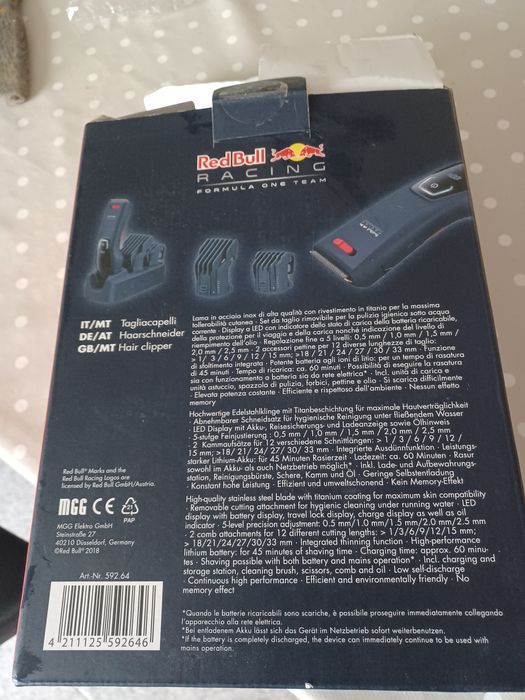 Red Bull
RACING
FORMULA ONE TEAM
IT/MT Tagliacapelli
DE/AT Haarschneider
GB/MT Hair clipper
Lama in acciaio inox di alta qualità con rivestimento in titanio per la massima
tollerabilità cutanea · Set da taglio rimovibile per la pulizia igienica sotto acqua
corrente · Display a LED con indicatore dello stato di carica della batteria ricaricabile,
della protezione per il viaggio e della carica nonché indicazione del livello di
riempimento dell'olio · Regolazione fine a 5 livelli: 0,5 mm / 1,0 mm / 1,5 mm /
2,0 mm / 2,5 mm · 2 accessori pettine per 12 diverse lunghezze di taglio:
> 1/ 3 / 6 / 9 / 12 / 15 mm; >18 / 21 / 24 / 27 / 30 / 33 mm · Funzione
di sfoltimento integrata · Potente batteria agli ioni di litio: per un tempo di rasatura
di 45 minuti · Tempo di ricarica: ca. 60 minuti · Possibilità di eseguire la rasatura
sia con funzionamento a batteria sia da rete elettrica* · Incl. unità di carica e
unità astuccio, spazzola di pulizia, forbici, pettine e olio · Si scarica difficilmente
· Elevata potenza costante · Efficiente e rispettoso dell'ambiente · Nessun effetto
memory
Hochwertige Edelstahlklinge mit Titanbeschichtung für maximale Hautverträglichkeit
· Abnehmbarer Schneidsatz für hygienische Reinigung unter fließendem Wasser
· LED Display mit Akku-, Reisesicherungs- und Ladeanzeige sowie Ölhinweis
· 5-stufige Feinjustierung : 0,5 mm / 1,0 mm / 1,5 mm / 2,0 mm / 2,5 mm
· 2 Kammaufsätze für 12 verschiedene Schnittlängen: > 1 / 3 / 6 / 9 / 12 /
15 mm; >18/ 21/ 24/ 27/ 30/ 33 mm · Integrierte Ausdünnfunktion · Leistungs-
starker Lithium-Akku: für 45 Minuten Rasierzeit · Ladezeit: ca. 60 Minuten · Rasur
sowohl im Akku- als auch Netzbetrieb möglich* · Inkl. Lade- und Aufbewahrungs-
station, Reinigungsbürste, Schere, Kamm und Öl · Geringe Selbstentladung
· Konstant hohe Leistung · Effizient und umweltschonend · Kein Memory-Effekt
High-quality stainless steel blade with titanium coating for maximum skin compatibility
· Removable cutting attachment for hygienic cleaning under running water · LED
display with battery display, travel lock display, charge display as well as oil
indicator · 5-level precision adjustment: 0.5 mm/1.0 mm/1.5 mm/2.0 mm/2.5 mm
· 2 comb attachments for 12 different cutting lengths: > 1/3/6/9/12/15 mm;
> 18/21/24/27/30/33 mm · Integrated thinning function · High-performance
lithium battery: for 45 minutes of shaving time · Charging time: approx. 60 minu-
tes · Shaving possible with both battery and mains operation* · Incl. charging and
storage station, cleaning brush, scissors, comb and oil · Low self-discharge
· Continuous high performance · Efficient and environmentally friendly · No
memory effect
Red Bull® Marks and the
Red Bull Racing Logos are
licensed by Red Bull GmbH/Austria.
MGG CE 21
PAP
MGG Elektro GmbH
Steinstraße 27
40210 Düsseldorf, Germany
©Red Bull® 2018
Art.-Nr. 592.64
4 211125 592646
*Quando le batterie ricaricabili sono scariche, è possibile proseguire immediatamente collegando
l'apparecchio alla rete elettrica.
*Bei entladenem Akku lässt sich das Gerät im Netzbetrieb sofort weiterbenutzen.
*If the battery is completely discharged, the device can immediately continue to be used with
mains operation.